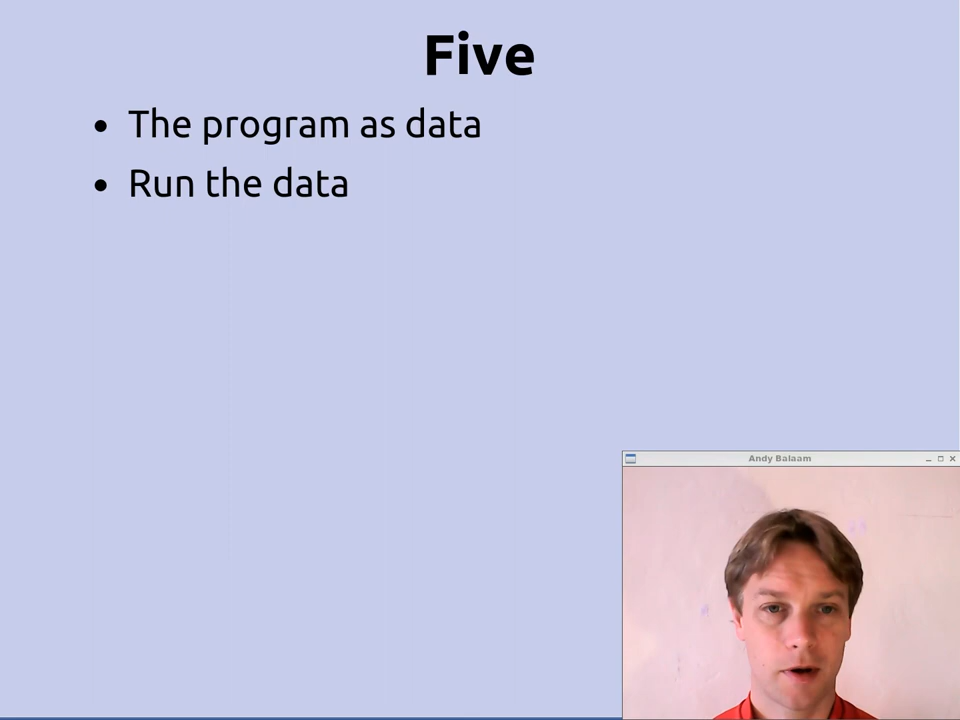 Five
• The program as data
• Run the data
Andy Balaam